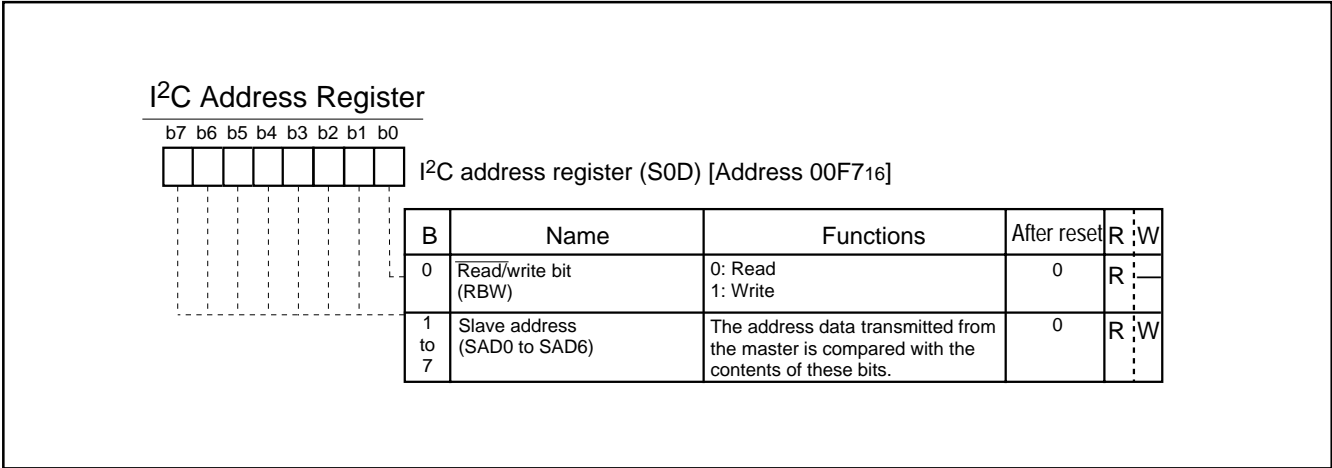 I²C Address Register
b7 b6 b5 b4 b3 b2 b1 b0
I²C address register (S0D) [Address 00F716]
B Name Functions After reset R W
0 Read/write bit (RBW) 0: Read 1: Write 0 R —
1 to 7 Slave address (SAD0 to SAD6) The address data transmitted from the master is compared with the contents of these bits. 0 R W